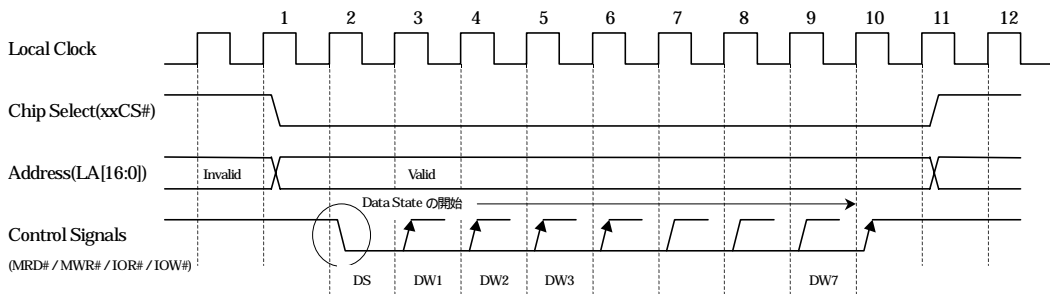 1 2 3 4 5 6 7 8 9 10 11 12
Local Clock
Chip Select(xxCS#)
Address(LA[16:0])
Invalid
Valid
Data State の開始
Control Signals
(MRD# / MWR# / IOR# / IOW#)
DS DW1 DW2 DW3 DW7